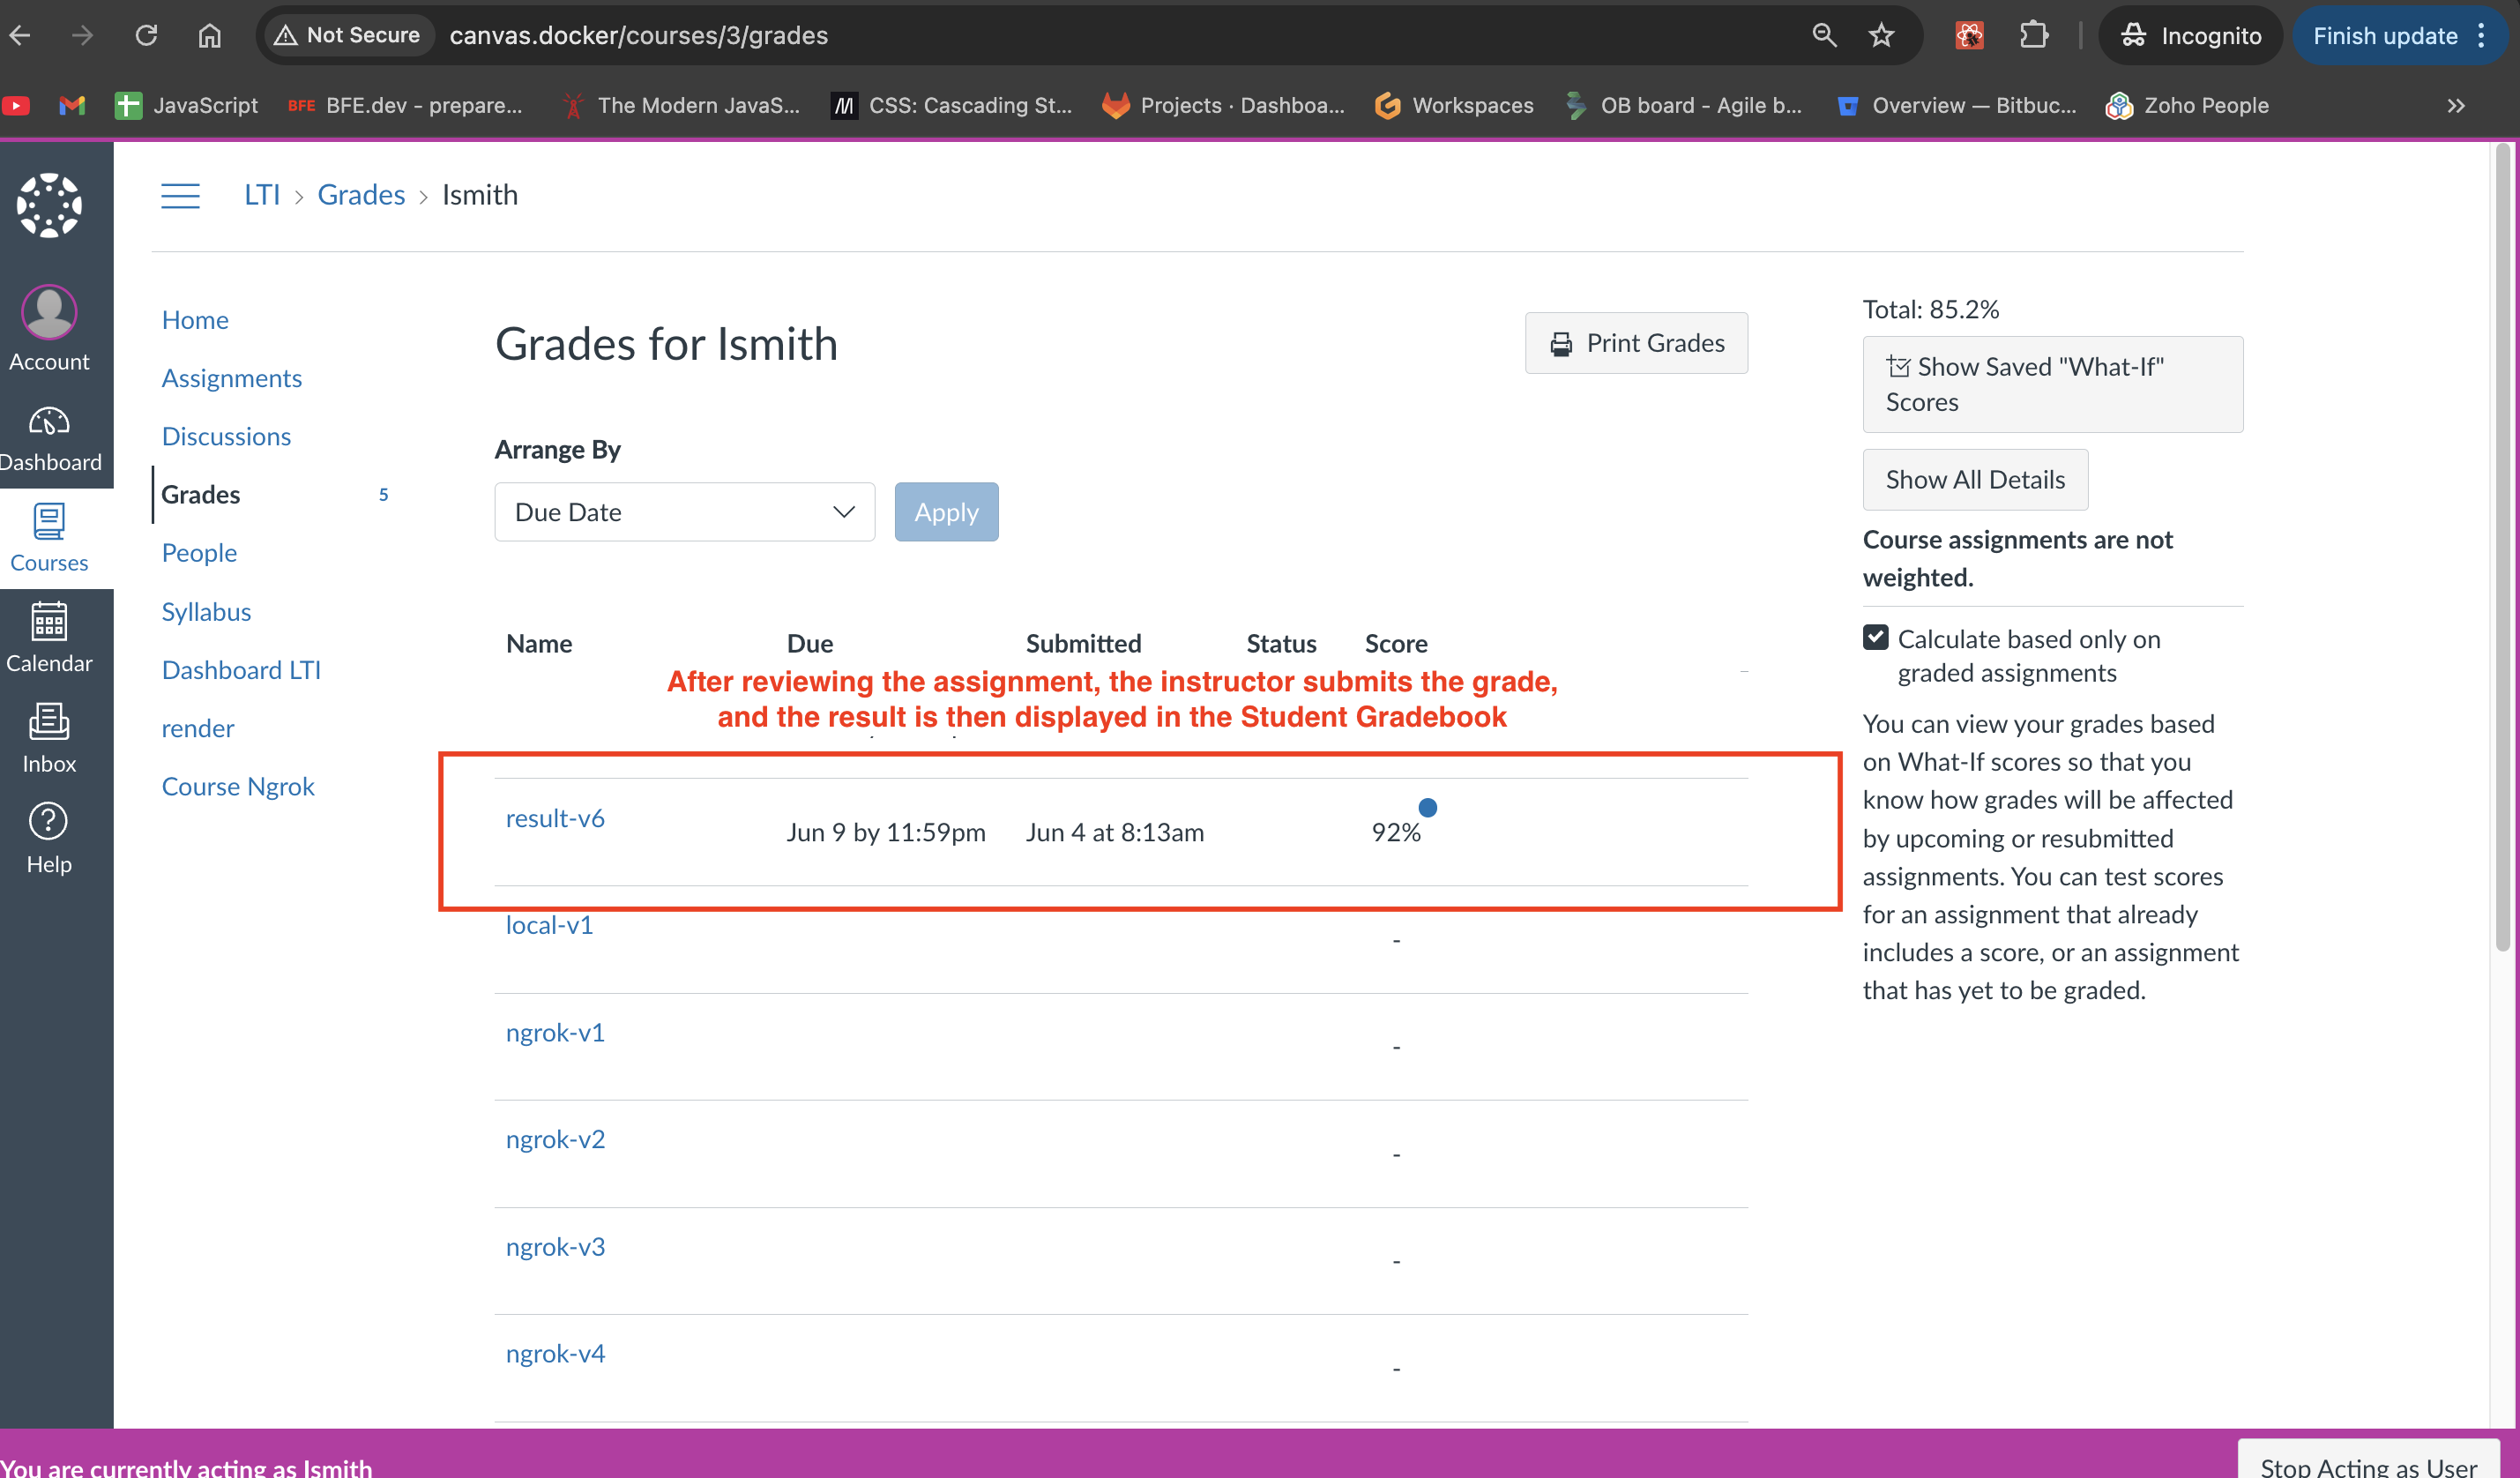 Not Secure canvas.docker/courses/3/grades Incognito Finish update
JavaScript BFE BFE.dev - prepare... The Modern JavaS... CSS: Cascading St... Projects · Dashboa... Workspaces OB board - Agile b... Overview — Bitbuc... Zoho People
LTI > Grades > Ismith
Account
Dashboard
Courses
Calendar
Inbox
Help
Home
Assignments
Discussions
Grades 5
People
Syllabus
Dashboard LTI
render
Course Ngrok
Grades for Ismith
Print Grades
Arrange By
Due Date Apply
Name Due Submitted Status Score
After reviewing the assignment, the instructor submits the grade,
and the result is then displayed in the Student Gradebook
result-v6 Jun 9 by 11:59pm Jun 4 at 8:13am 92%
local-v1 -
ngrok-v1 -
ngrok-v2 -
ngrok-v3 -
ngrok-v4 -
Total: 85.2%
Show Saved "What-If"
Scores
Show All Details
Course assignments are not
weighted.
Calculate based only on
graded assignments
You can view your grades based
on What-If scores so that you
know how grades will be affected
by upcoming or resubmitted
assignments. You can test scores
for an assignment that already
includes a score, or an assignment
that has yet to be graded.
You are currently acting as Ismith
Stop Acting as User